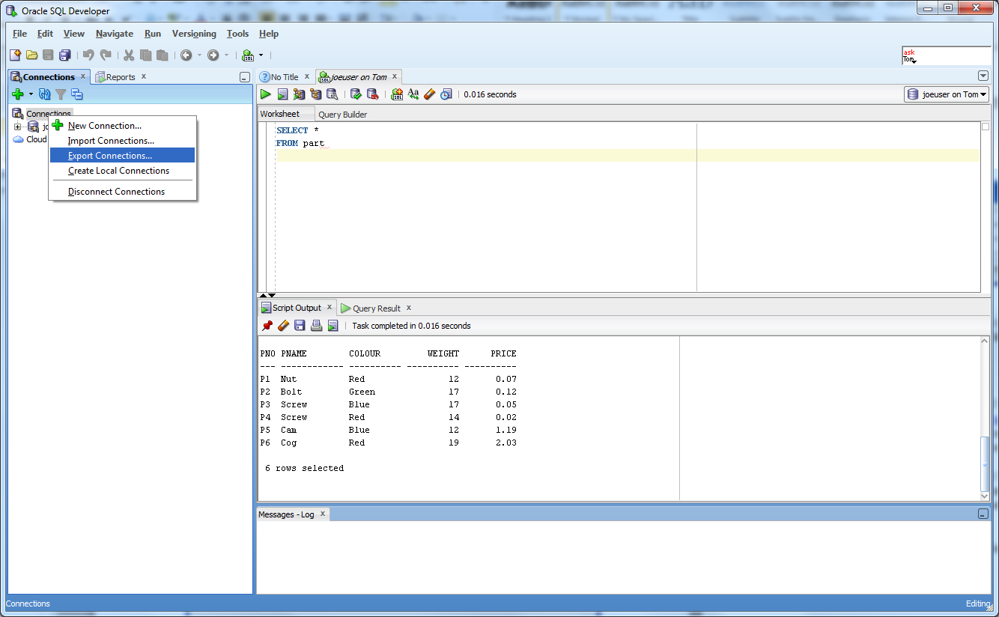 Oracle SQL Developer
File Edit View Navigate Run Versioning Tools Help
ask
Tom
Connections x Reports x
No Title x joeuser on Tom x
0.016 seconds
joeuser on Tom
Worksheet Query Builder
Connections
jo
Cloud
New Connection...
Import Connections...
Export Connections...
Create Local Connections
Disconnect Connections
SELECT *
FROM part
Script Output x Query Result x
Task completed in 0.016 seconds
PNO PNAME COLOUR WEIGHT PRICE
--- ------------ ---------- ---------- ----------
P1 Nut Red 12 0.07
P2 Bolt Green 17 0.12
P3 Screw Blue 17 0.05
P4 Screw Red 14 0.02
P5 Cam Blue 12 1.19
P6 Cog Red 19 2.03
6 rows selected
Messages - Log x
Connections
Editing